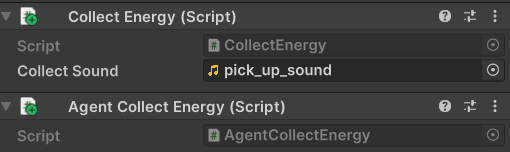 Collect Energy (Script)
Script CollectEnergy
Collect Sound pick_up_sound
Agent Collect Energy (Script)
Script AgentCollectEnergy